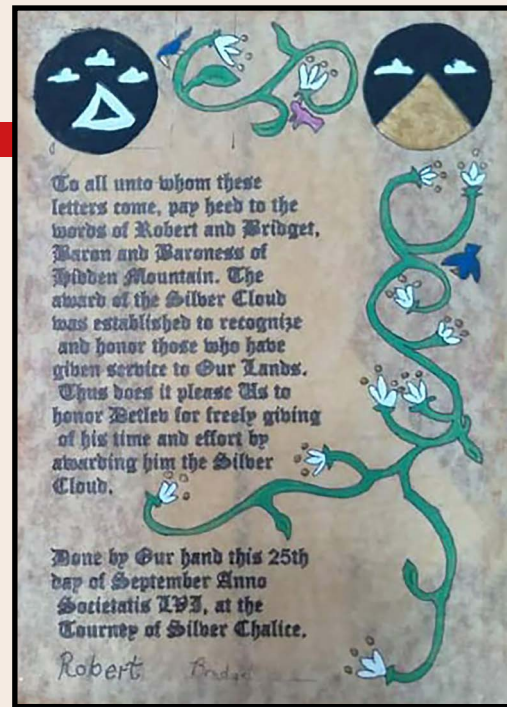 To all unto whom these
letters come, pay heed to the
words of Robert and Bridget,
Baron and Baroness of
Hidden Mountain. The
award of the Silver Cloud
was established to recognize
and honor those who have
given service to Our Lands.
Thus does it please Us to
honor Detlev for freely giving
of his time and effort by
awarding him the Silver
Cloud.
Done by Our hand this 25th
day of September Anno
Societatis LVI, at the
Tourney of Silver Chalice.
Robert Bridget